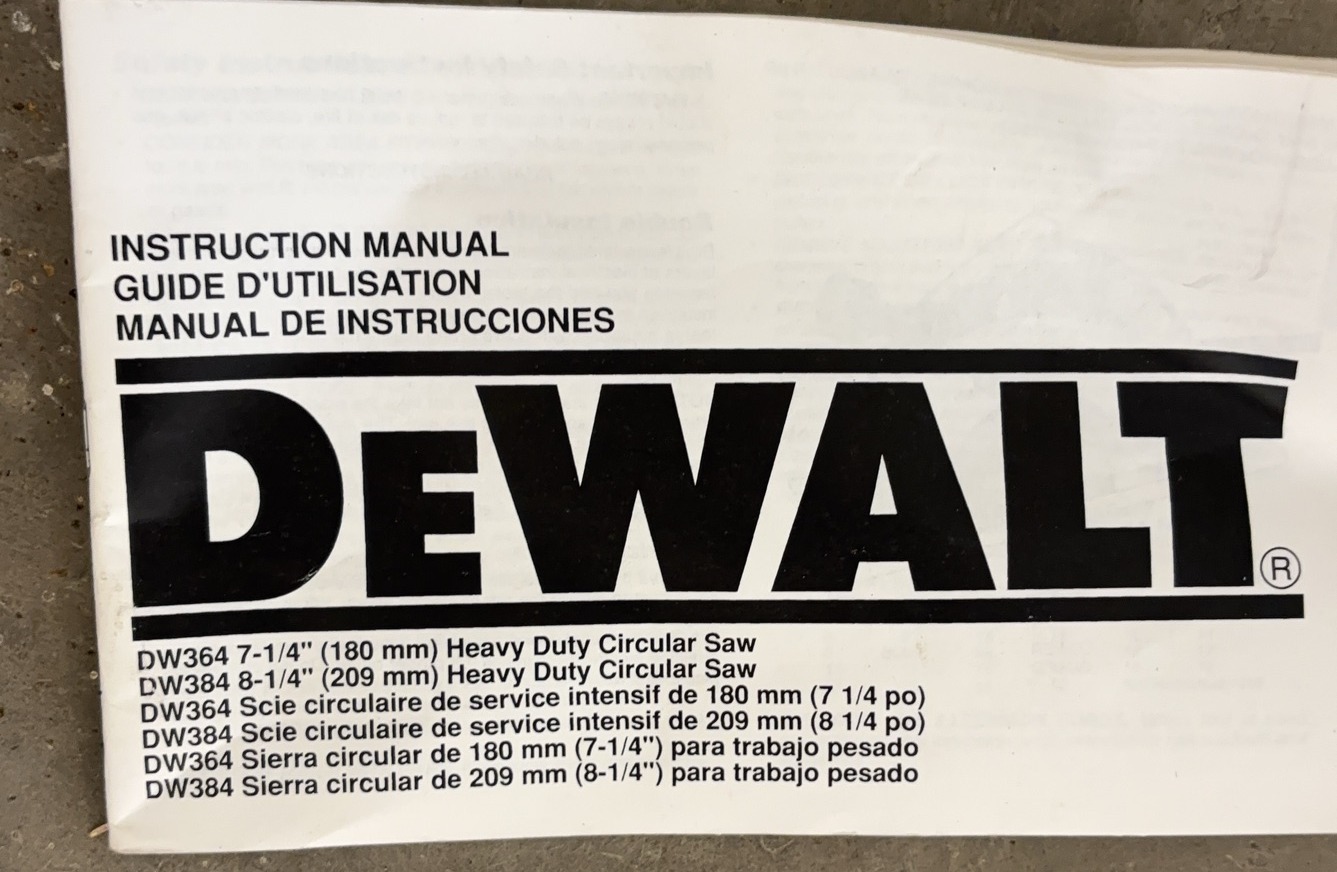 INSTRUCTION MANUAL
GUIDE D'UTILISATION
MANUAL DE INSTRUCCIONES
DEWALT®
DW364 7-1/4" (180 mm) Heavy Duty Circular Saw
DW384 8-1/4" (209 mm) Heavy Duty Circular Saw
DW364 Scie circulaire de service intensif de 180 mm (7 1/4 po)
DW384 Scie circulaire de service intensif de 209 mm (8 1/4 po)
DW364 Sierra circular de 180 mm (7-1/4") para trabajo pesado
DW384 Sierra circular de 209 mm (8-1/4") para trabajo pesado